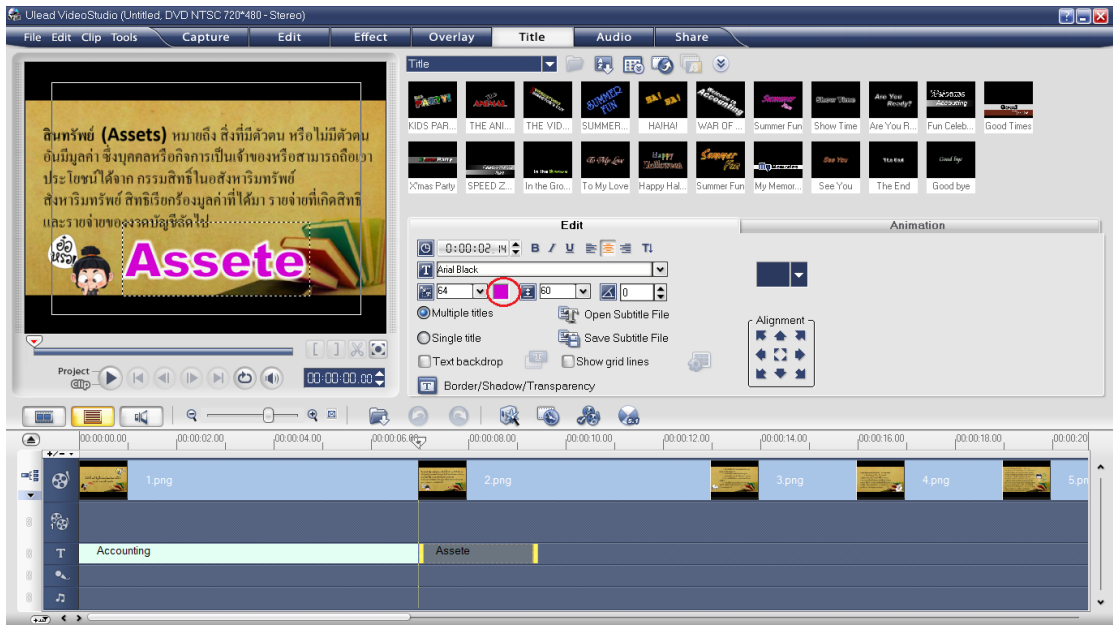 Ulead VideoStudio (Untitled, DVD NTSC 720*480 - Stereo)
File Edit Clip Tools Capture Edit Effect Overlay Title Audio Share
Title
KIDS PAR... THE ANI... THE VID... SUMMER... HA!HA! WAR OF ... Summer Fun Show Time Are You R... Fun Celeb... Good Times
X'mas Party SPEED Z... In the Gro... To My Love Happy Hal... Summer Fun My Memor... See You The End Good bye
สินทรัพย์ (Assets) หมายถึง สิ่งที่มีตัวตน หรือไม่มีตัวตน
อันมีมูลค่า ซึ่งบุคคลหรือกิจการเป็นเจ้าของหรือสามารถถือเอา
ประโยชน์ได้จาก กรรมสิทธิ์ในอสังหาริมทรัพย์
สังหาริมทรัพย์ สิทธิเรียกร้องมูลค่าที่ได้มา รายจ่ายที่เกิดสิทธิ
และรายจ่ายของงวดบัญชีถัดไป
อ๋อ
เหรอ
Assete
Project
Clip
00:00:00.00
Edit Animation
0:00:02.14 B I U
Arial Black
64 60 0
Multiple titles Open Subtitle File
Single title Save Subtitle File
Text backdrop Show grid lines
Border/Shadow/Transparency
Alignment
00:00:00.00 00:00:02.00 00:00:04.00 00:00:06.00 00:00:08.00 00:00:10.00 00:00:12.00 00:00:14.00 00:00:16.00 00:00:18.00 00:00:20
1.png 2.png 3.png 4.png 5.pn
Accounting Assete